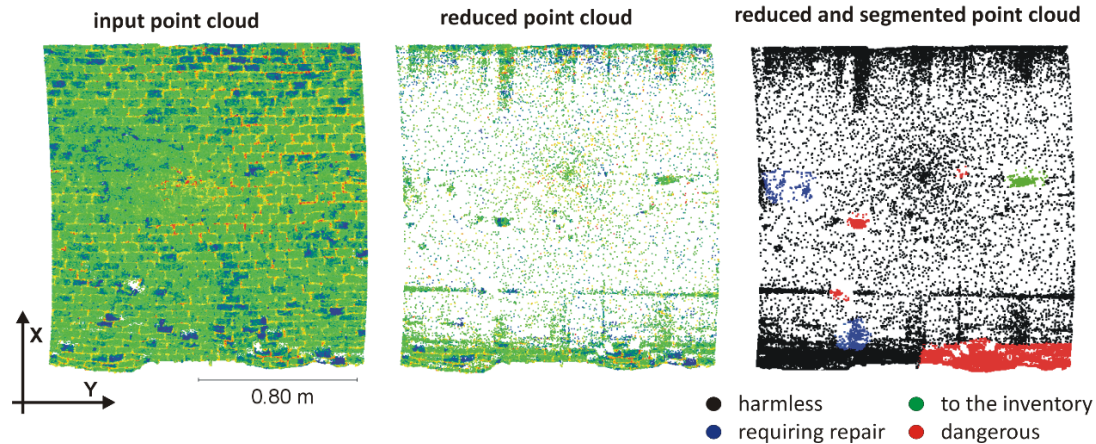 input point cloud
reduced point cloud
reduced and segmented point cloud
X
Y
0.80 m
harmless
to the inventory
requiring repair
dangerous